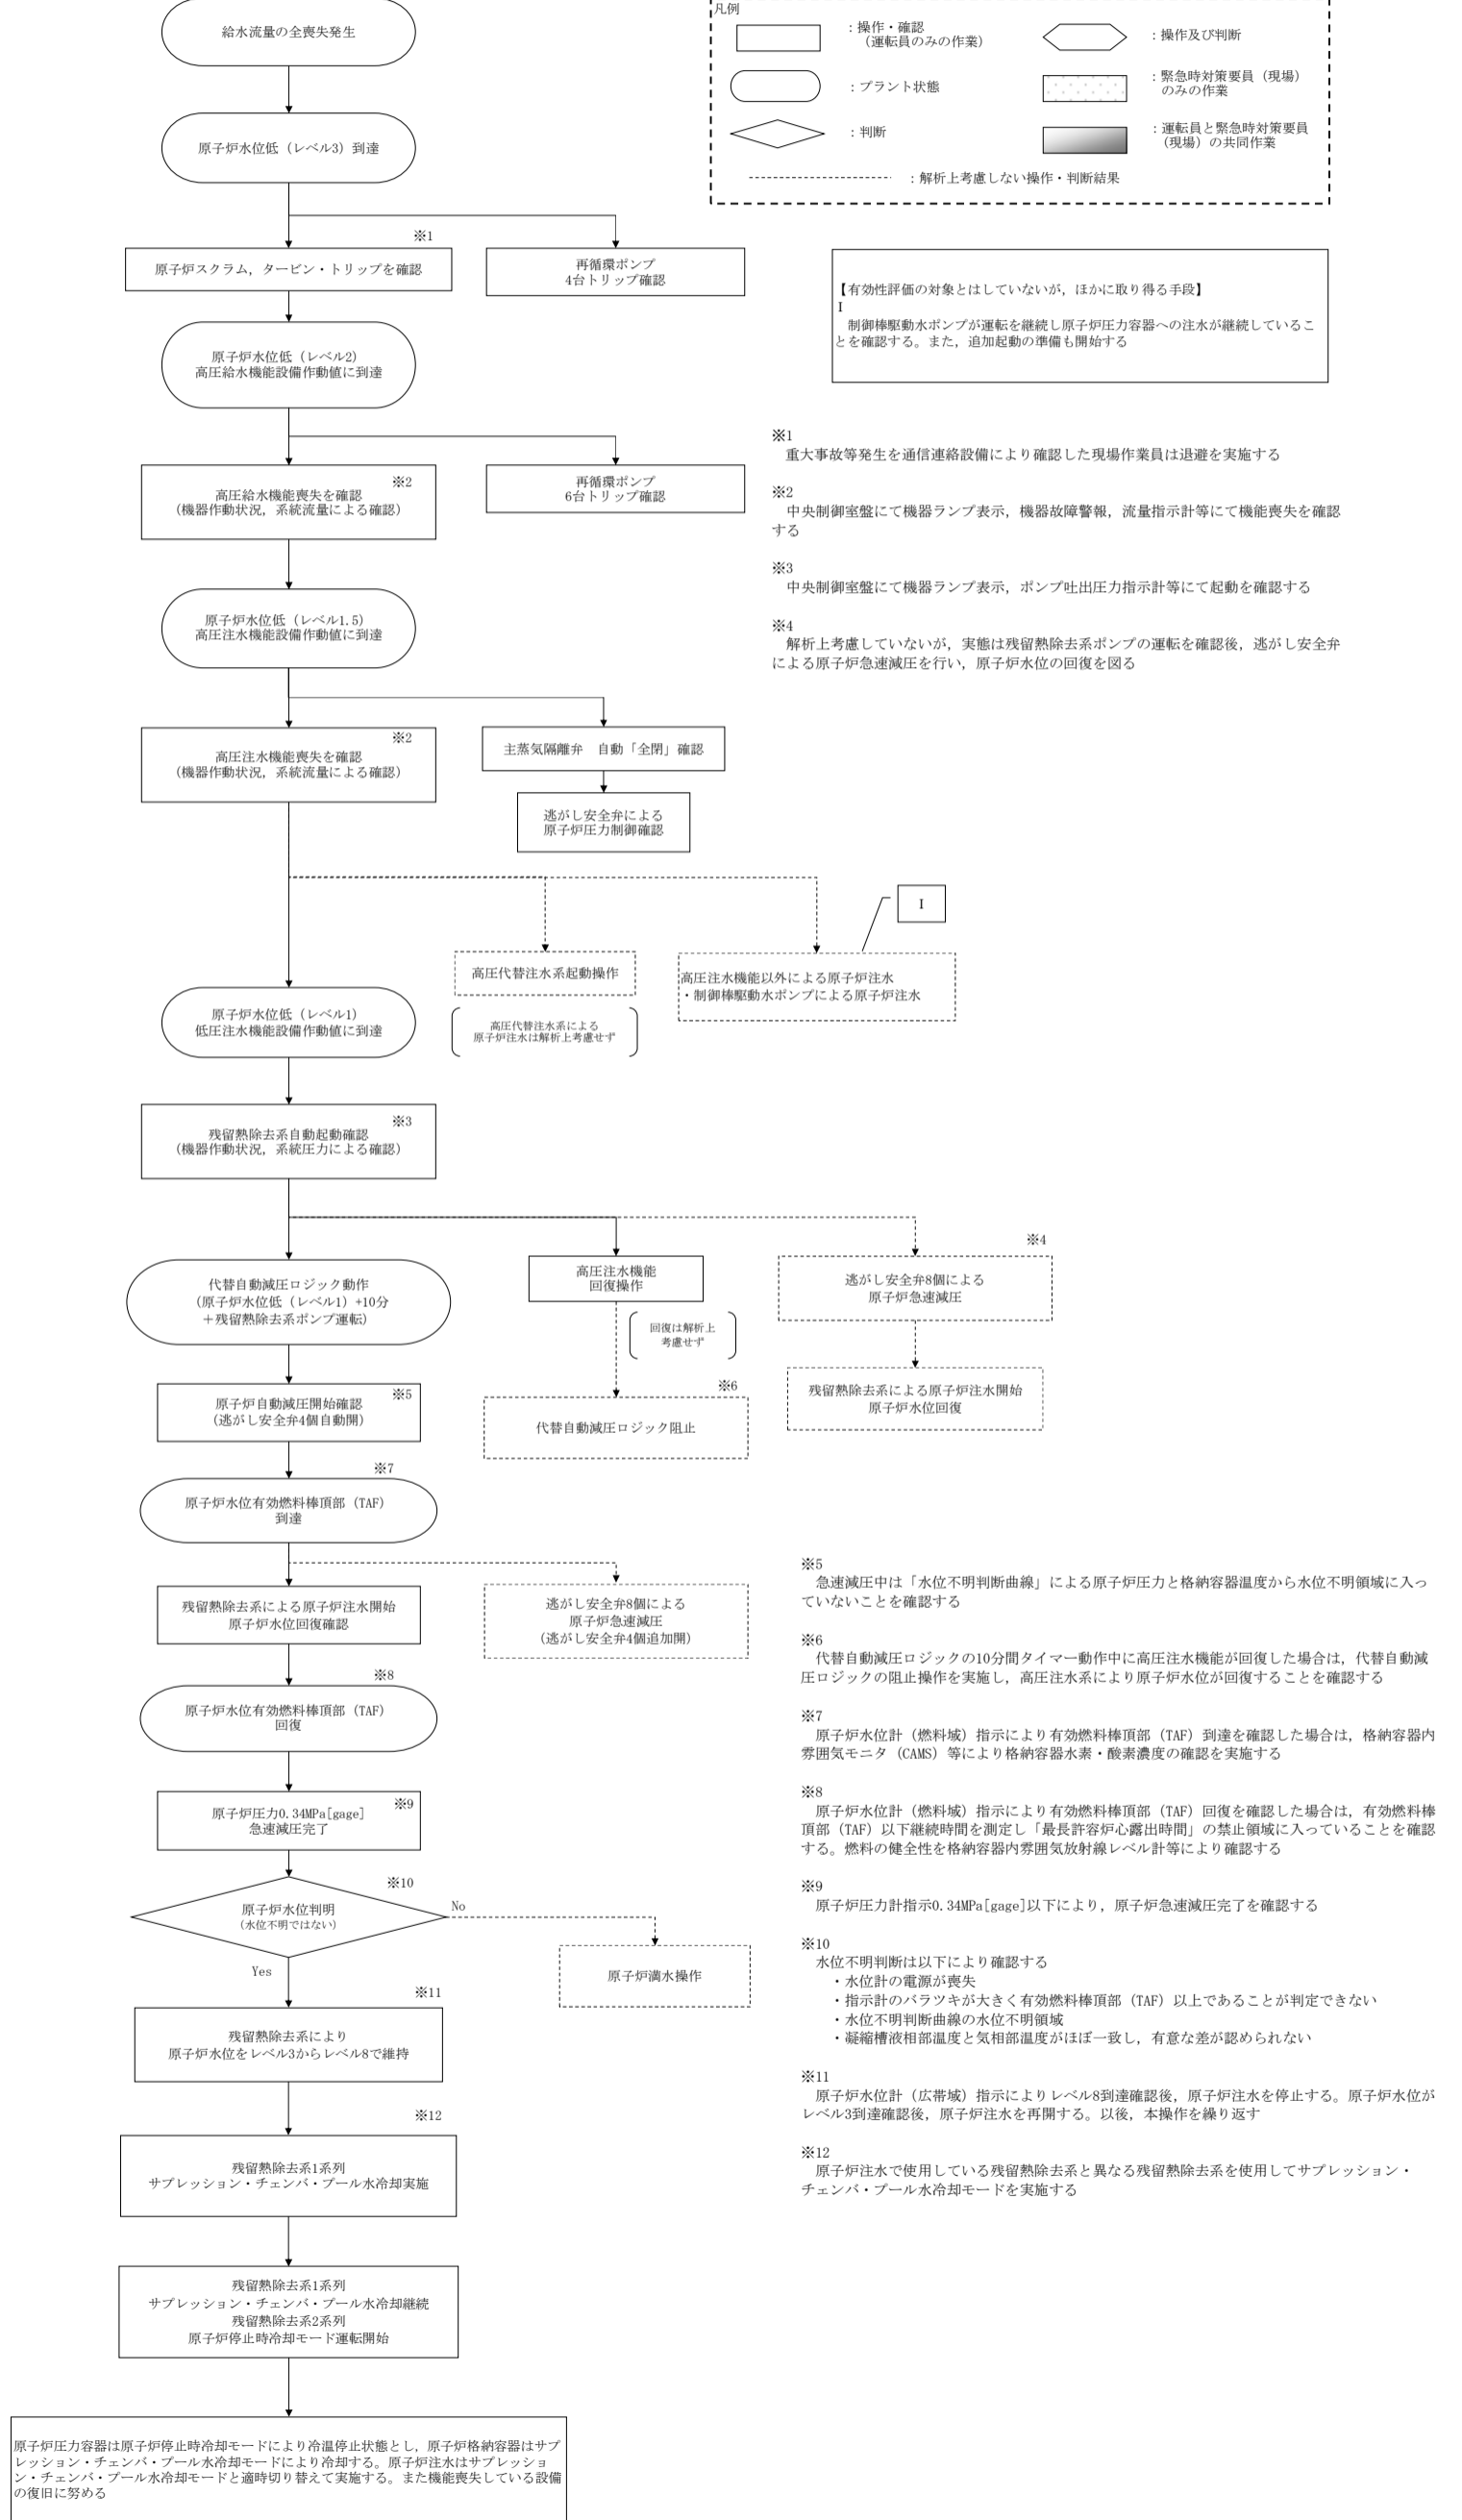 給水流量の全喪失発生
原子炉水位低（レベル3）到達
凡例
：操作・確認
（運転員のみの作業）
：操作及び判断
：プラント状態
：緊急時対策要員（現場）
のみの作業
：判断
：運転員と緊急時対策要員
（現場）の共同作業
：解析上考慮しない操作・判断結果
※1
原子炉スクラム，タービン・トリップを確認
再循環ポンプ
4台トリップ確認
【有効性評価の対象とはしていないが，ほかに取り得る手段】
I
制御棒駆動水ポンプが運転を継続し原子炉圧力容器への注水が継続しているこ
とを確認する。また，追加起動の準備も開始する
原子炉水位低（レベル2）
高圧給水機能設備作動値に到達
※2
高圧給水機能喪失を確認
（機器作動状況，系統流量による確認）
再循環ポンプ
6台トリップ確認
※1
重大事故等発生を通信連絡設備により確認した現場作業員は退避を実施する
※2
中央制御室盤にて機器ランプ表示，機器故障警報，流量指示計等にて機能喪失を確認
する
※3
中央制御室盤にて機器ランプ表示，ポンプ吐出圧力指示計等にて起動を確認する
※4
解析上考慮していないが，実態は残留熱除去系ポンプの運転を確認後，逃がし安全弁
による原子炉急速減圧を行い，原子炉水位の回復を図る
原子炉水位低（レベル1.5）
高圧注水機能設備作動値に到達
※2
高圧注水機能喪失を確認
（機器作動状況，系統流量による確認）
主蒸気隔離弁　自動「全閉」確認
逃がし安全弁による
原子炉圧力制御確認
I
高圧代替注水系起動操作
高圧代替注水系による
原子炉注水は解析上考慮せず
高圧注水機能以外による原子炉注水
・制御棒駆動水ポンプによる原子炉注水
原子炉水位低（レベル1）
低圧注水機能設備作動値に到達
※3
残留熱除去系自動起動確認
（機器作動状況，系統圧力による確認）
代替自動減圧ロジック動作
（原子炉水位低（レベル1）+10分
＋残留熱除去系ポンプ運転）
高圧注水機能
回復操作
回復は解析上
考慮せず
※4
逃がし安全弁8個による
原子炉急速減圧
※5
原子炉自動減圧開始確認
（逃がし安全弁4個自動開）
※6
代替自動減圧ロジック阻止
残留熱除去系による原子炉注水開始
原子炉水位回復
※7
原子炉水位有効燃料棒頂部（TAF）
到達
残留熱除去系による原子炉注水開始
原子炉水位回復確認
逃がし安全弁8個による
原子炉急速減圧
（逃がし安全弁4個追加開）
※8
原子炉水位有効燃料棒頂部（TAF）
回復
※9
原子炉圧力0.34MPa[gage]
急速減圧完了
※10
原子炉水位判明
（水位不明ではない）
No
Yes
原子炉満水操作
※11
残留熱除去系により
原子炉水位をレベル3からレベル8で維持
※12
残留熱除去系1系列
サプレッション・チェンバ・プール水冷却実施
残留熱除去系1系列
サプレッション・チェンバ・プール水冷却継続
残留熱除去系2系列
原子炉停止時冷却モード運転開始
原子炉圧力容器は原子炉停止時冷却モードにより冷温停止状態とし，原子炉格納容器はサプ
レッション・チェンバ・プール水冷却モードにより冷却する。原子炉注水はサプレッショ
ン・チェンバ・プール水冷却モードと適時切り替えて実施する。また機能喪失している設備
の復旧に努める
※5
急速減圧中は「水位不明判断曲線」による原子炉圧力と格納容器温度から水位不明領域に入っ
ていないことを確認する
※6
代替自動減圧ロジックの10分間タイマー動作中に高圧注水機能が回復した場合は，代替自動減
圧ロジックの阻止操作を実施し，高圧注水系により原子炉水位が回復することを確認する
※7
原子炉水位計（燃料域）指示により有効燃料棒頂部（TAF）到達を確認した場合は，格納容器内
雰囲気モニタ（CAMS）等により格納容器水素・酸素濃度の確認を実施する
※8
原子炉水位計（燃料域）指示により有効燃料棒頂部（TAF）回復を確認した場合は，有効燃料棒
頂部（TAF）以下継続時間を測定し「最長許容炉心露出時間」の禁止領域に入っていることを確認
する。燃料の健全性を格納容器内雰囲気放射線レベル計等により確認する
※9
原子炉圧力計指示0.34MPa[gage]以下により，原子炉急速減圧完了を確認する
※10
水位不明判断は以下により確認する
・水位計の電源が喪失
・指示計のバラツキが大きく有効燃料棒頂部（TAF）以上であることが判定できない
・水位不明判断曲線の水位不明領域
・凝縮槽液相部温度と気相部温度がほぼ一致し，有意な差が認められない
※11
原子炉水位計（広帯域）指示によりレベル8到達確認後，原子炉注水を停止する。原子炉水位が
レベル3到達確認後，原子炉注水を再開する。以後，本操作を繰り返す
※12
原子炉注水で使用している残留熱除去系と異なる残留熱除去系を使用してサプレッション・
チェンバ・プール水冷却モードを実施する